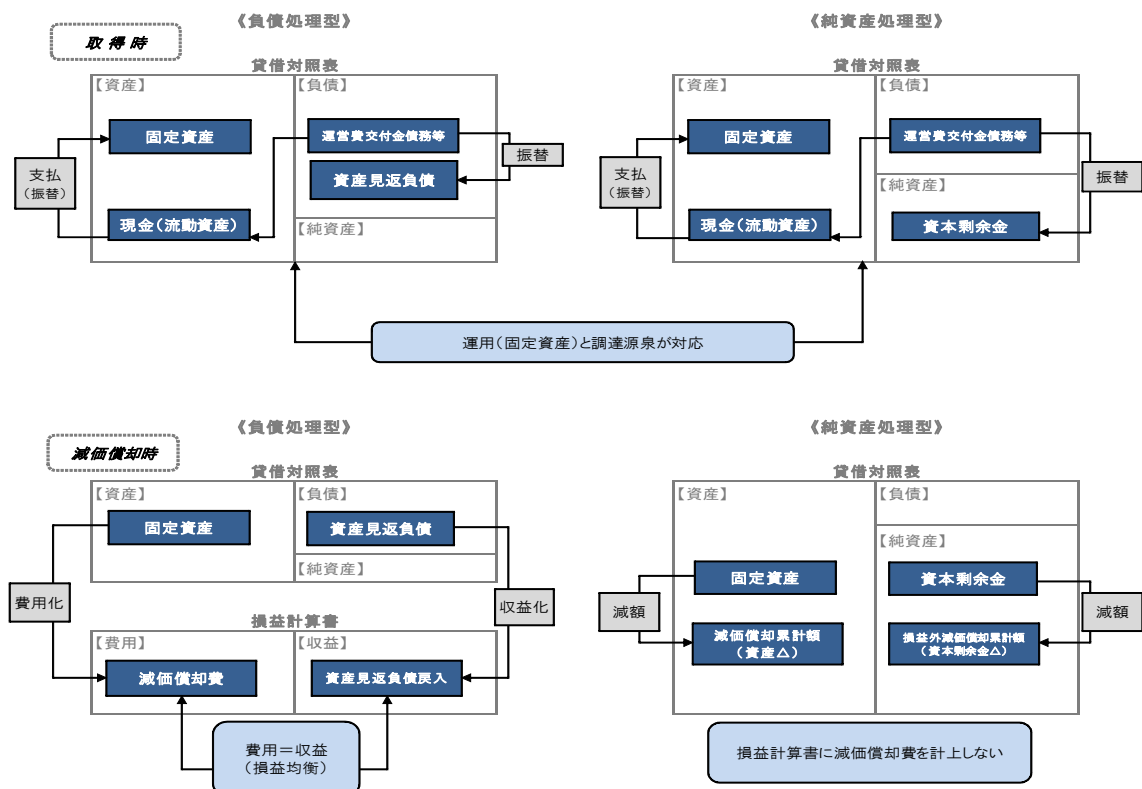 《負債処理型》
《純資産処理型》
取得時
貸借対照表
【資産】
【負債】
固定資産
運営費交付金債務等
資産見返負債
振替
支払
(振替)
現金(流動資産)
【純資産】
貸借対照表
【資産】
【負債】
固定資産
運営費交付金債務等
【純資産】
支払
(振替)
振替
現金(流動資産)
資本剰余金
運用(固定資産)と調達源泉が対応
《負債処理型》
《純資産処理型》
減価償却時
貸借対照表
【資産】
【負債】
固定資産
資産見返負債
【純資産】
費用化
収益化
損益計算書
【費用】
【収益】
減価償却費
資産見返負債戻入
費用=収益
(損益均衡)
貸借対照表
【資産】
【負債】
【純資産】
固定資産
資本剰余金
減額
減額
減価償却累計額
(資産△)
損益外減価償却累計額
(資本剰余金△)
損益計算書に減価償却費を計上しない